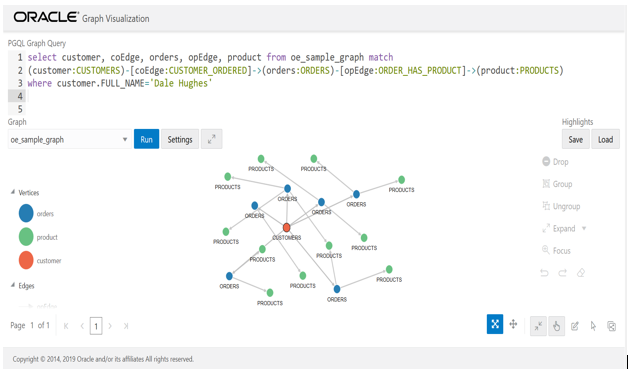 ORACLE® Graph Visualization
PGQL Graph Query
1 select customer, coEdge, orders, opEdge, product from oe_sample_graph match
2 (customer:CUSTOMERS)-[coEdge:CUSTOMER_ORDERED]->(orders:ORDERS)-[opEdge:ORDER_HAS_PRODUCT]->(product:PRODUCTS)
3 where customer.FULL_NAME='Dale Hughes'
4
5
Graph
Highlights
oe_sample_graph
Run
Settings
Save
Load
Drop
Group
Ungroup
Expand
Focus
Vertices
orders
product
customer
Edges
PRODUCTS
PRODUCTS
PRODUCTS
PRODUCTS
ORDERS
ORDERS
ORDERS
ORDERS
CUSTOMERS
PRODUCTS
PRODUCTS
PRODUCTS
PRODUCTS
ORDERS
PRODUCTS
PRODUCTS
PRODUCTS
ORDERS
Page 1 of 1
1
Copyright © 2014, 2019 Oracle and/or its affiliates All rights reserved.